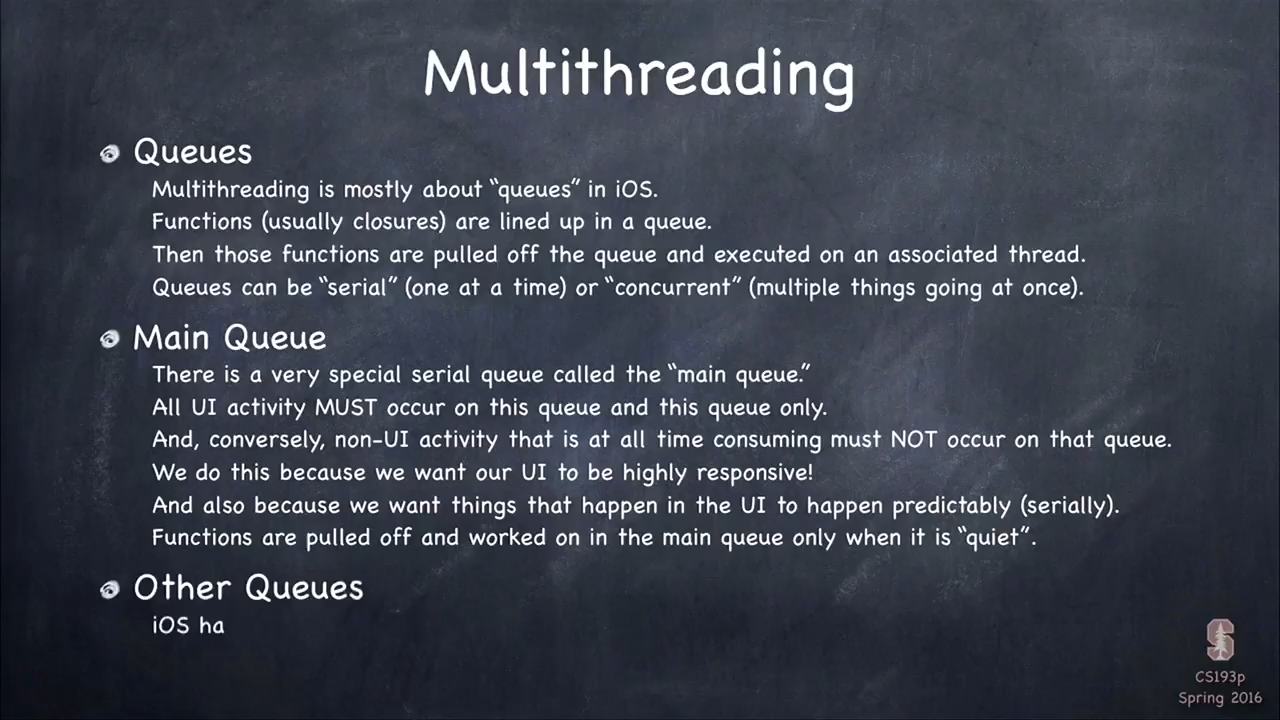 Multithreading
Queues
Multithreading is mostly about “queues” in iOS.
Functions (usually closures) are lined up in a queue.
Then those functions are pulled off the queue and executed on an associated thread.
Queues can be “serial” (one at a time) or “concurrent” (multiple things going at once).
Main Queue
There is a very special serial queue called the “main queue.”
All UI activity MUST occur on this queue and this queue only.
And, conversely, non-UI activity that is at all time consuming must NOT occur on that queue.
We do this because we want our UI to be highly responsive!
And also because we want things that happen in the UI to happen predictably (serially).
Functions are pulled off and worked on in the main queue only when it is “quiet”.
Other Queues
iOS ha
S
CS193p
Spring 2016